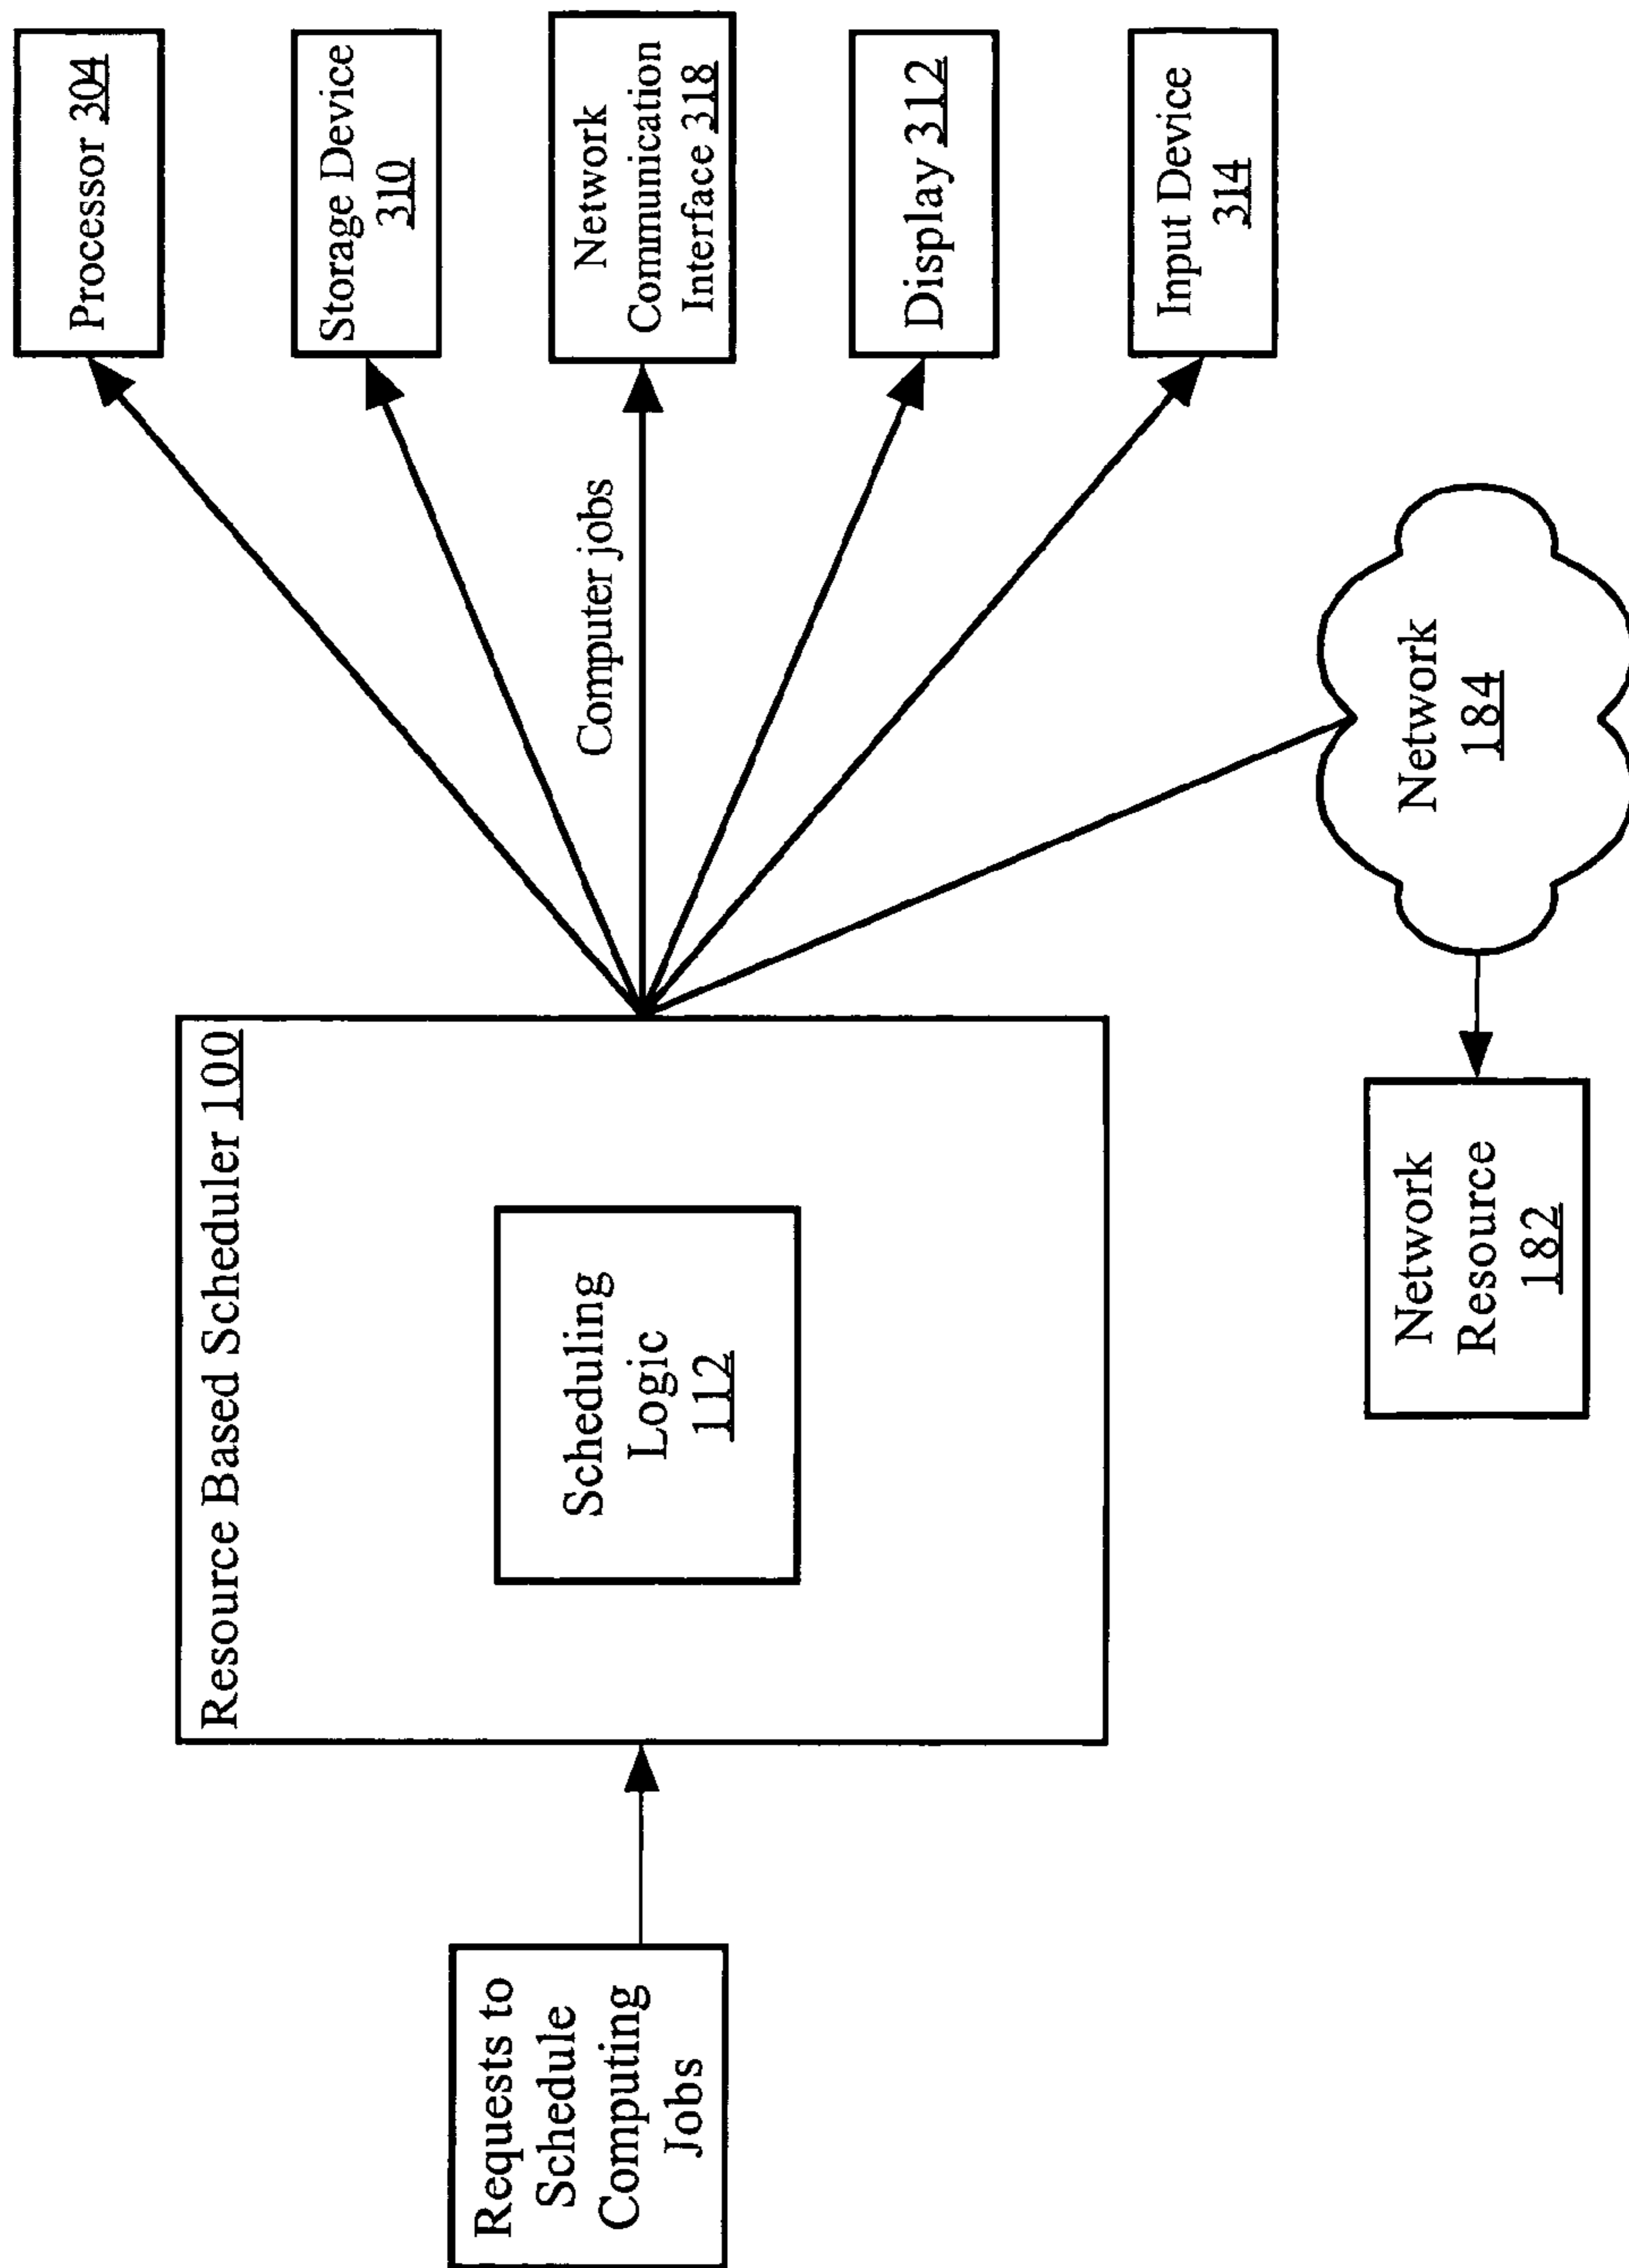 Requests to
Schedule
Computing
Jobs
Resource Based Scheduler 100
Scheduling
Logic
112
Computer jobs
Processor 304
Storage Device
310
Network
Communication
Interface 318
Display 312
Input Device
314
Network
184
Network
Resource
182